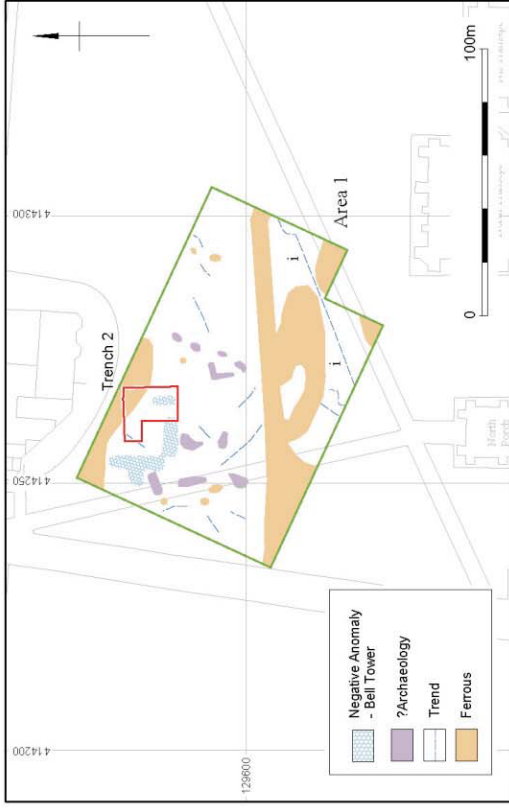 414200
414250
414300
129600
Trench 2
Area 1
i
i
North
Porch
0
100m
Negative Anomaly
- Bell Tower
?Archaeology
Trend
Ferrous